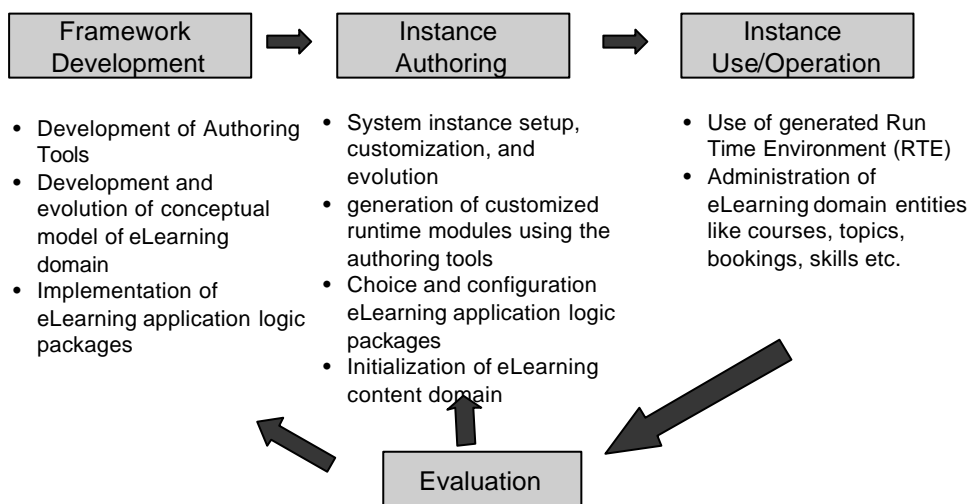 Framework
Development
Instance
Authoring
Instance
Use/Operation
• Development of Authoring
Tools
• Development and
evolution of conceptual
model of eLearning
domain
• Implementation of
eLearning application logic
packages
• System instance setup,
customization, and
evolution
• generation of customized
runtime modules using the
authoring tools
• Choice and configuration
eLearning application logic
packages
• Initialization of eLearning
content domain
• Use of generated Run
Time Environment (RTE)
• Administration of
eLearning domain entities
like courses, topics,
bookings, skills etc.
Evaluation